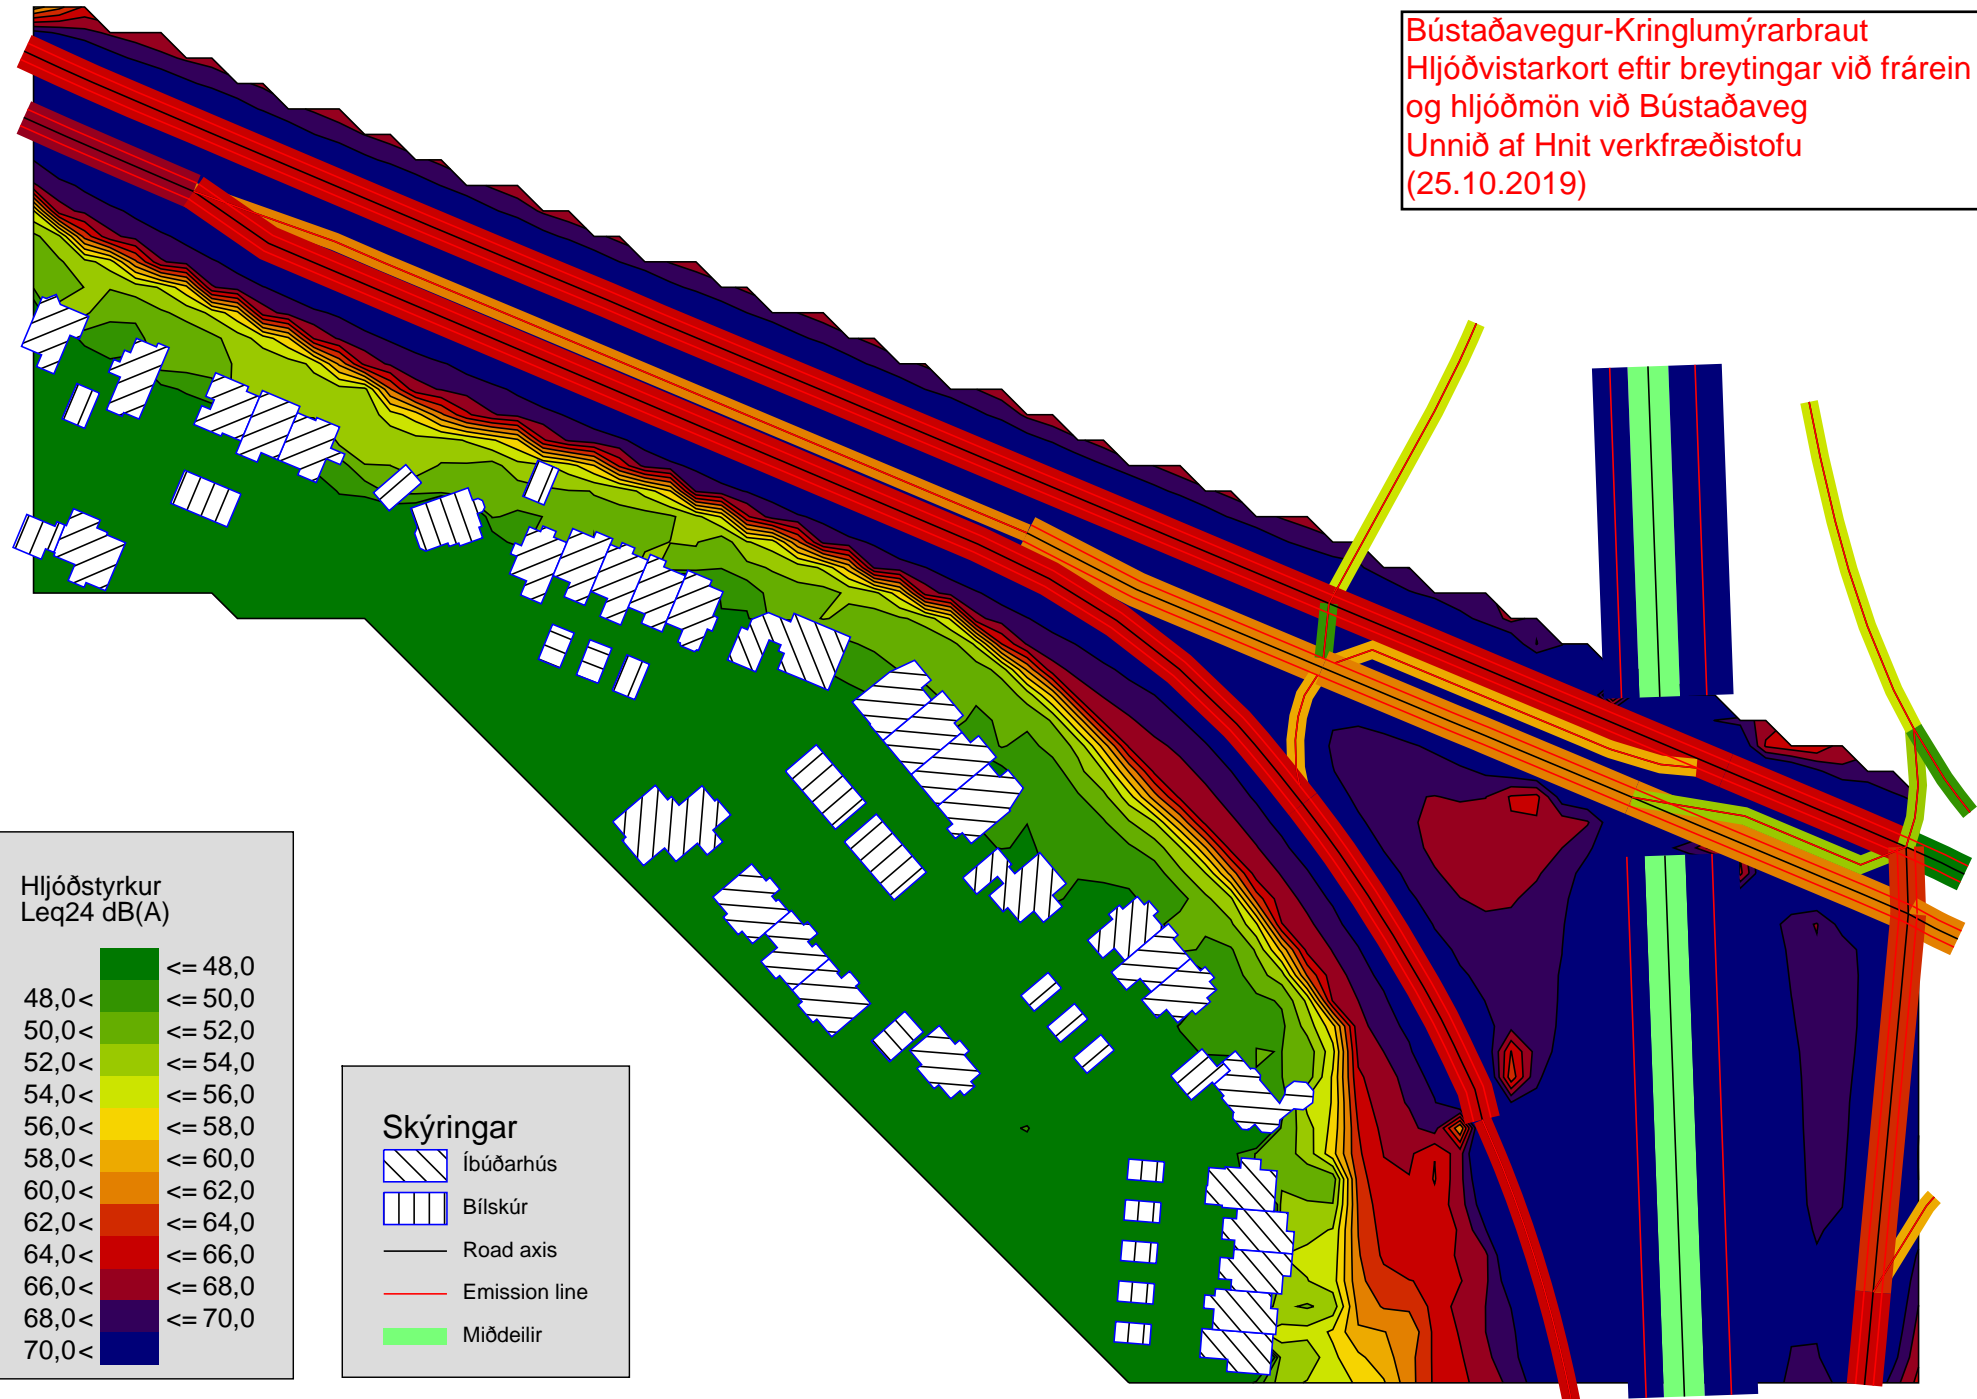 Bústaðavegur-Kringlumýrarbraut
Hljóðvistarkort eftir breytingar við frárein
og hljóðmön við Bústaðaveg
Unnið af Hnit verkfræðistofu
(25.10.2019)
Hljóðstyrkur
Leq24 dB(A)
<= 48,0
48,0< <= 50,0
50,0< <= 52,0
52,0< <= 54,0
54,0< <= 56,0
56,0< <= 58,0
58,0< <= 60,0
60,0< <= 62,0
62,0< <= 64,0
64,0< <= 66,0
66,0< <= 68,0
68,0< <= 70,0
70,0<
Skýringar
Íbúðarhús
Bílskúr
Road axis
Emission line
Miðdeilir